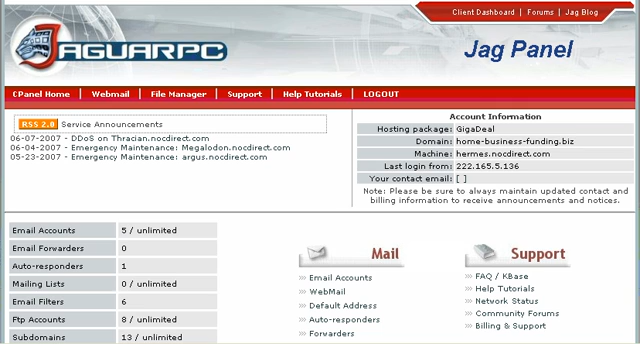 Client Dashboard | Forums | Jag Blog
JAGUARPC
Jag Panel
CPanel Home | Webmail | File Manager | Support | Help Tutorials | LOGOUT
RSS 2.0 Service Announcements
06-07-2007 - DDoS on Thracian.nocdirect.com
06-04-2007 - Emergency Maintenance: Megalodon.nocdirect.com
05-23-2007 - Emergency Maintenance: argus.nocdirect.com
Account Information
Hosting package: GigaDeal
Domain: home-business-funding.biz
Machine: hermes.nocdirect.com
Last login from: 222.165.5.136
Your contact email: [ ]
Note: Please be sure to always maintain updated contact and
billing information to receive announcements and notices.
Email Accounts 5 / unlimited
Email Forwarders 0
Auto-responders 1
Mailing Lists 0 / unlimited
Email Filters 6
Ftp Accounts 8 / unlimited
Subdomains 13 / unlimited
Mail
Email Accounts
WebMail
Default Address
Auto-responders
Forwarders
Support
FAQ / KBase
Help Tutorials
Network Status
Community Forums
Billing & Support